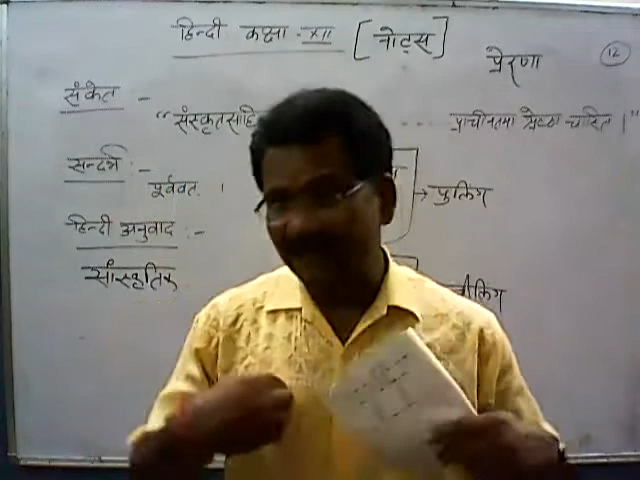 हिन्दी कक्षा - XII [ नोट्स ]
प्रेरणा
12
संकेत -
"संस्कृतसाहि ... प्राचीनतमा श्रेष्ठा चास्ति ।"
सन्दर्भ :-
पूर्ववत् ।
→ पुलिंग
हिन्दी अनुवाद :-
सांस्कृतिक